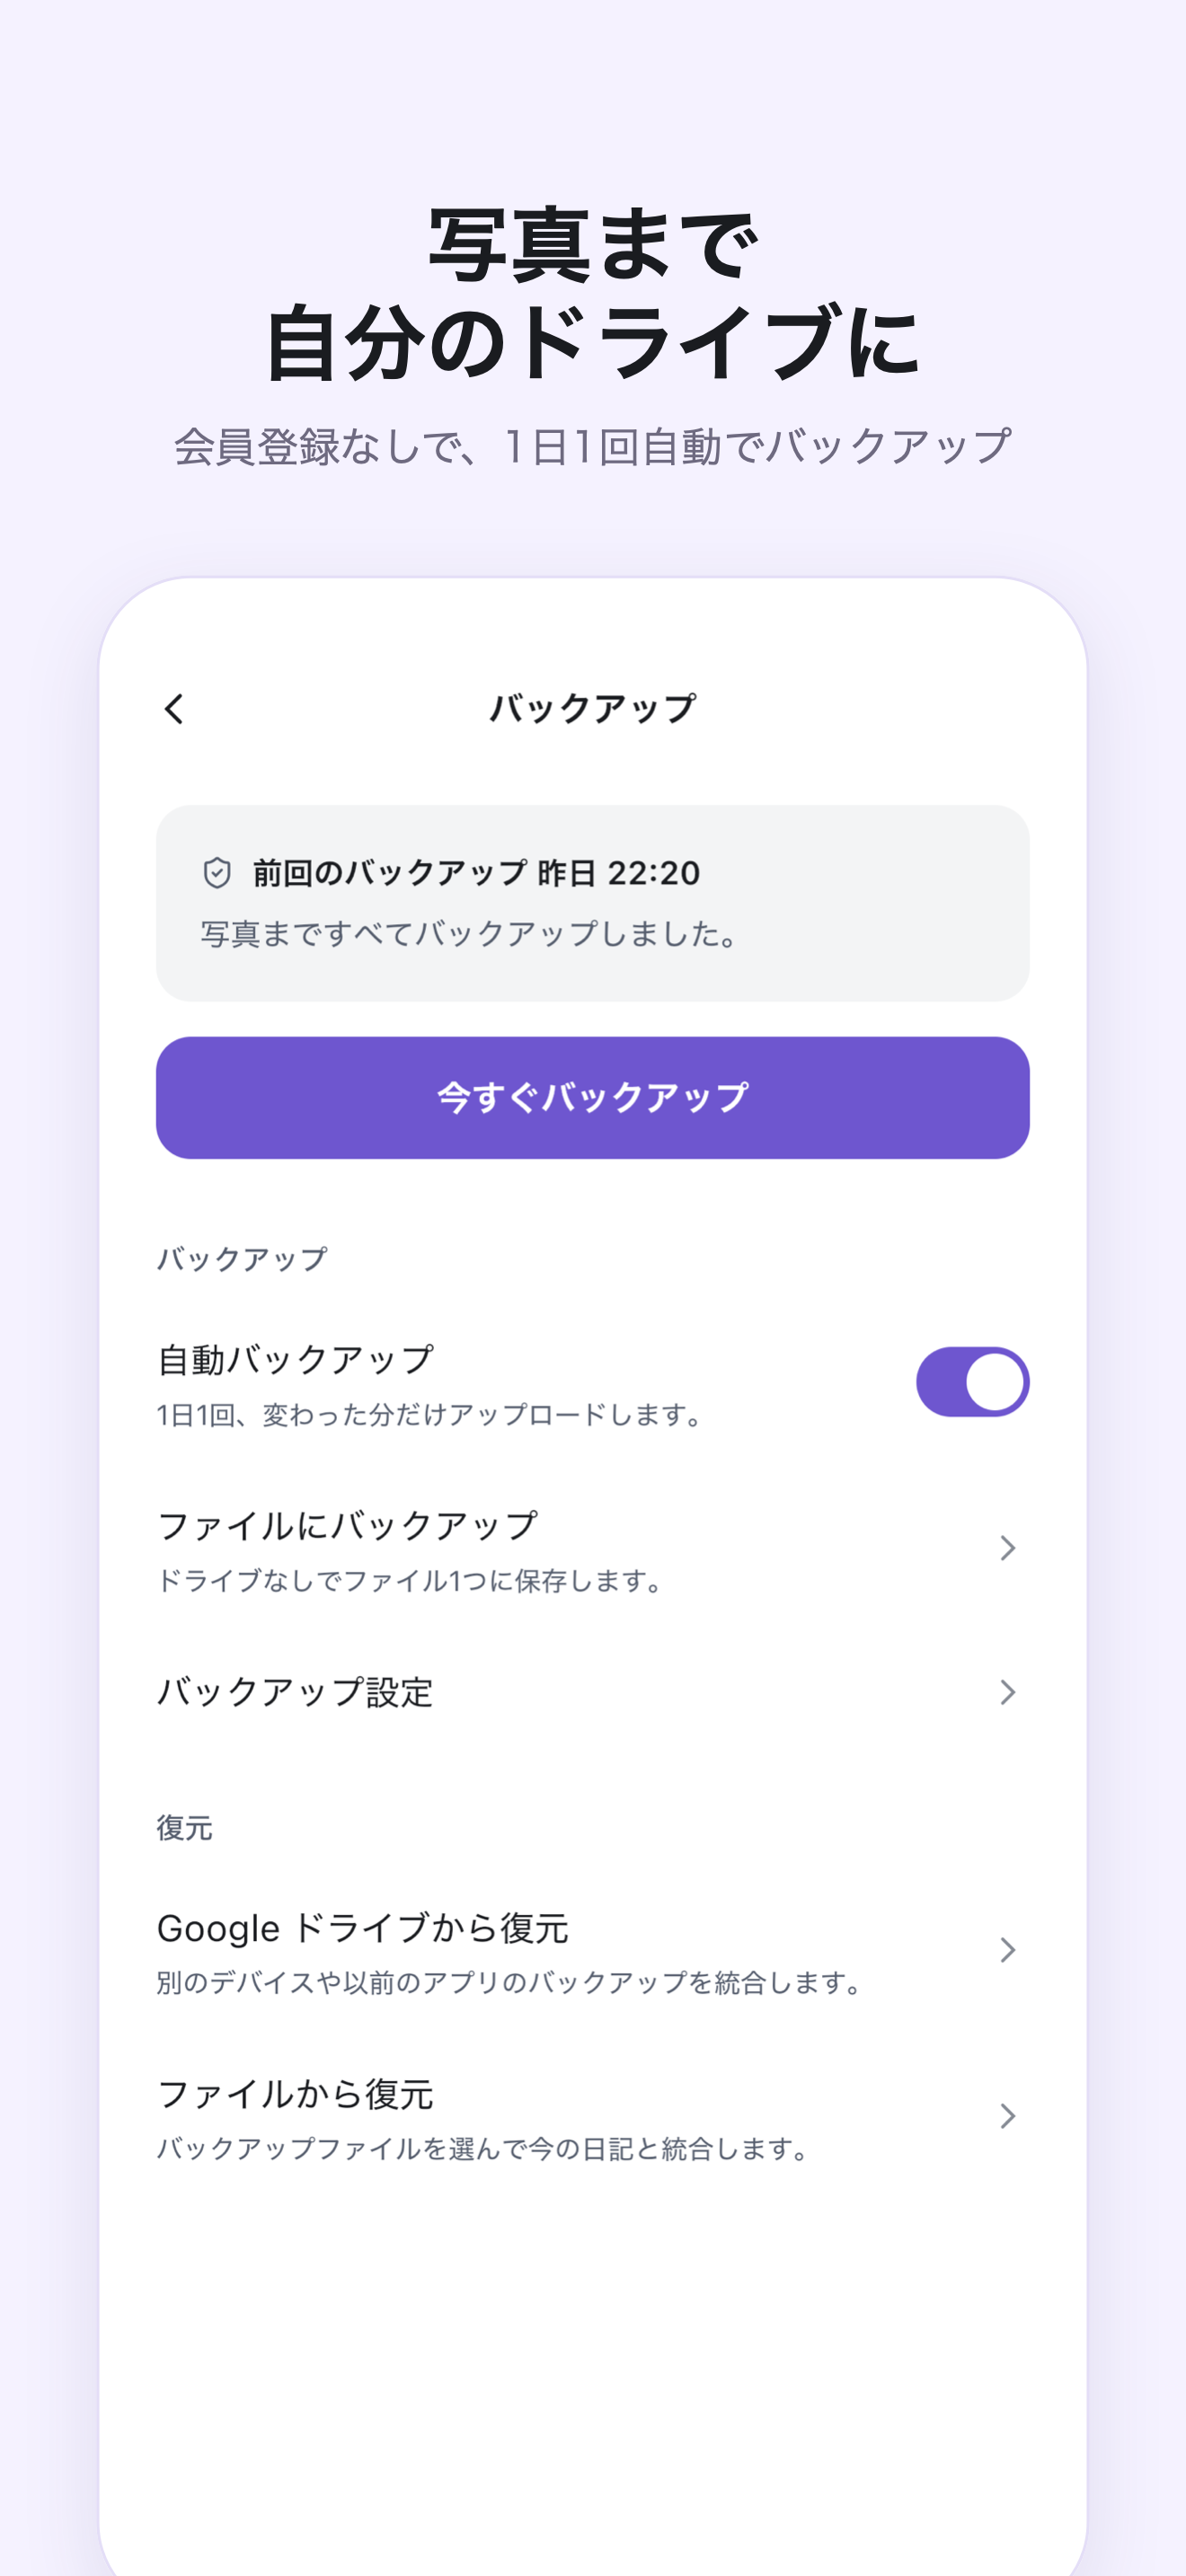 写真まで
自分のドライブに
会員登録なしで、1日1回自動でバックアップ
バックアップ
前回のバックアップ 昨日 22:20
写真まですべてバックアップしました。
今すぐバックアップ
バックアップ
自動バックアップ
1日1回、変わった分だけアップロードします。
ファイルにバックアップ
ドライブなしでファイル1つに保存します。
バックアップ設定
復元
Google ドライブから復元
別のデバイスや以前のアプリのバックアップを統合します。
ファイルから復元
バックアップファイルを選んで今の日記と統合します。